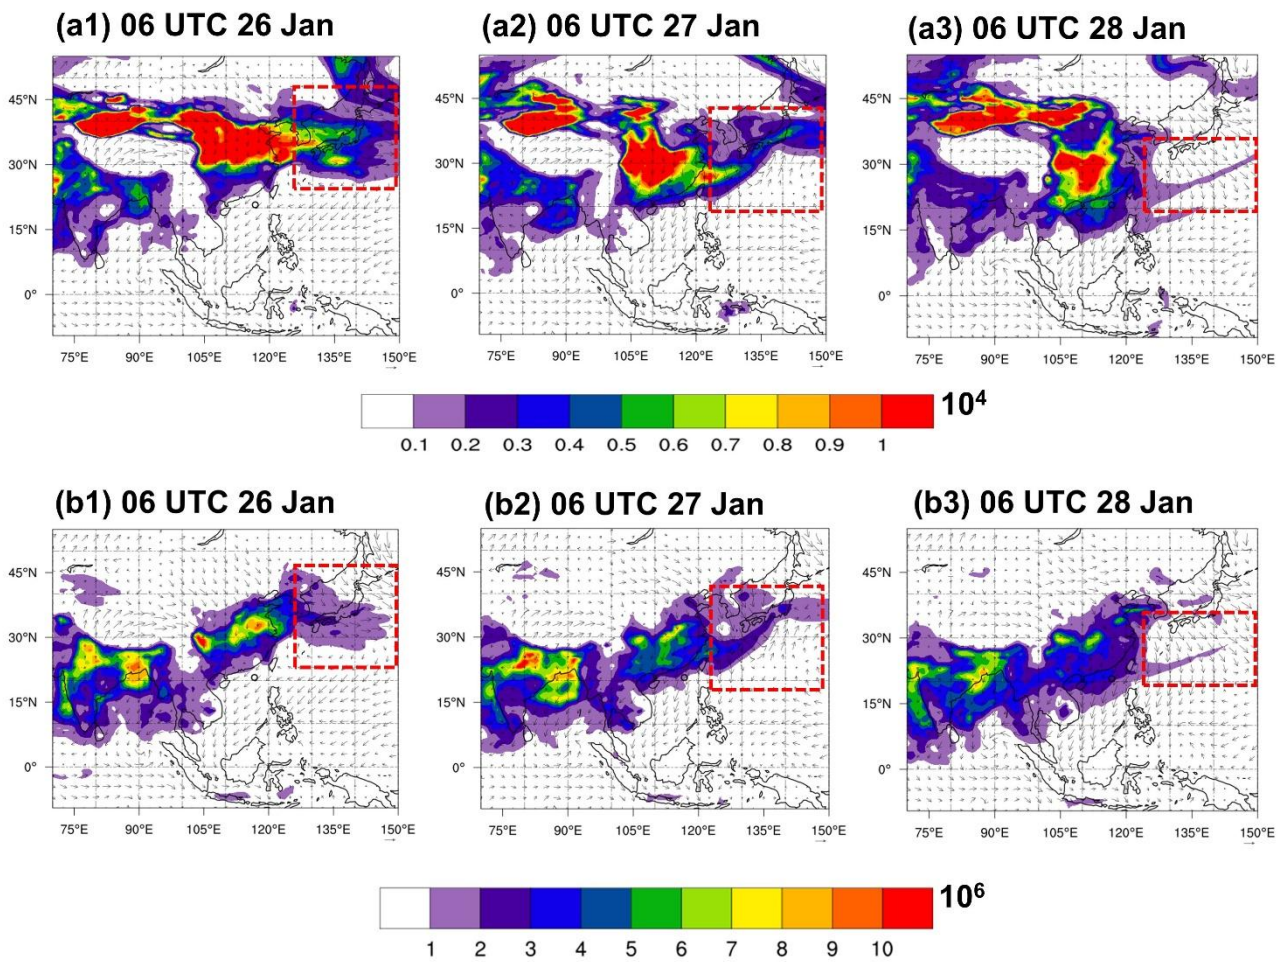 (a1) 06 UTC 26 Jan
(a2) 06 UTC 27 Jan
(a3) 06 UTC 28 Jan
45°N 45°N 45°N
30°N 30°N 30°N
15°N 15°N 15°N
0° 0° 0°
75°E 90°E 105°E 120°E 135°E 150°E
75°E 90°E 105°E 120°E 135°E 150°E
75°E 90°E 105°E 120°E 135°E 150°E
10⁴
0.1 0.2 0.3 0.4 0.5 0.6 0.7 0.8 0.9 1
(b1) 06 UTC 26 Jan
(b2) 06 UTC 27 Jan
(b3) 06 UTC 28 Jan
45°N 45°N 45°N
30°N 30°N 30°N
15°N 15°N 15°N
0° 0° 0°
75°E 90°E 105°E 120°E 135°E 150°E
75°E 90°E 105°E 120°E 135°E 150°E
75°E 90°E 105°E 120°E 135°E 150°E
10⁶
1 2 3 4 5 6 7 8 9 10